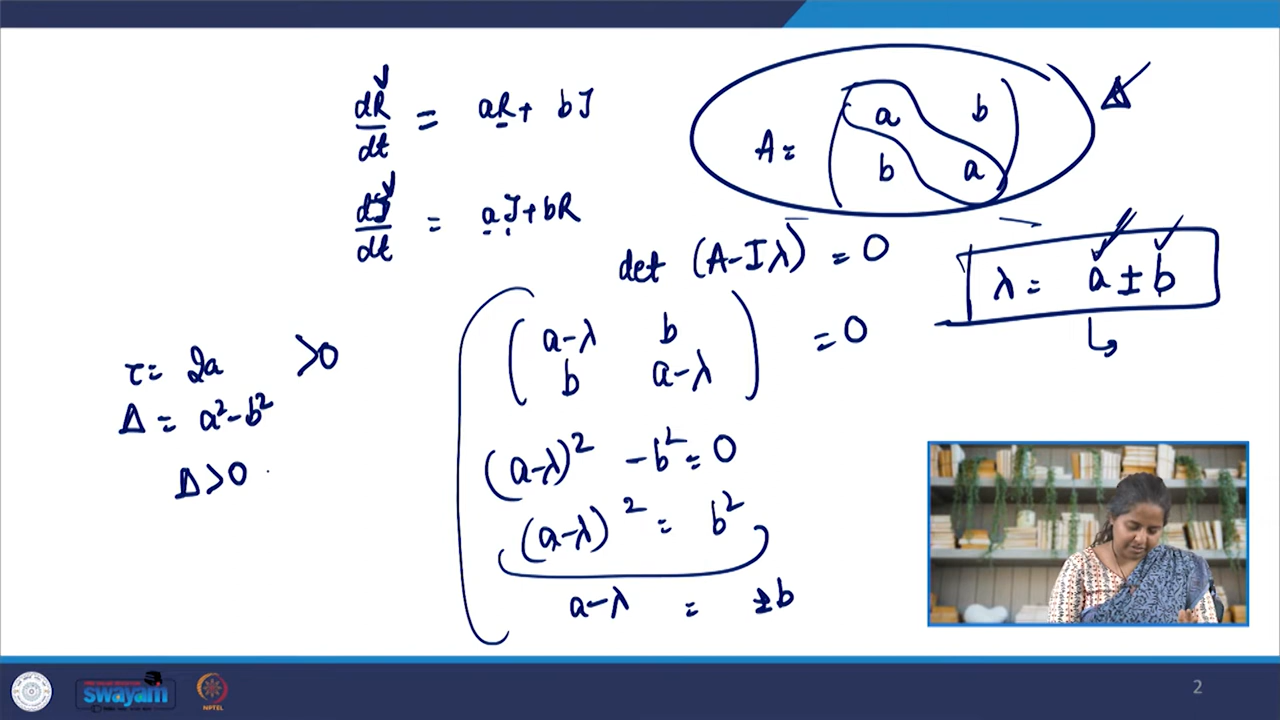 dR/dt = aR + bJ
A = ( a b
b a ) Δ
dJ/dt = aJ + bR
det (A - Iλ) = 0
λ = a ± b
( a-λ b
b a-λ ) = 0
τ = 2a >0
Δ = a² - b²
Δ>0
(a-λ)² - b² = 0
(a-λ)² = b²
a-λ = ±b
swayam
NPTEL
2